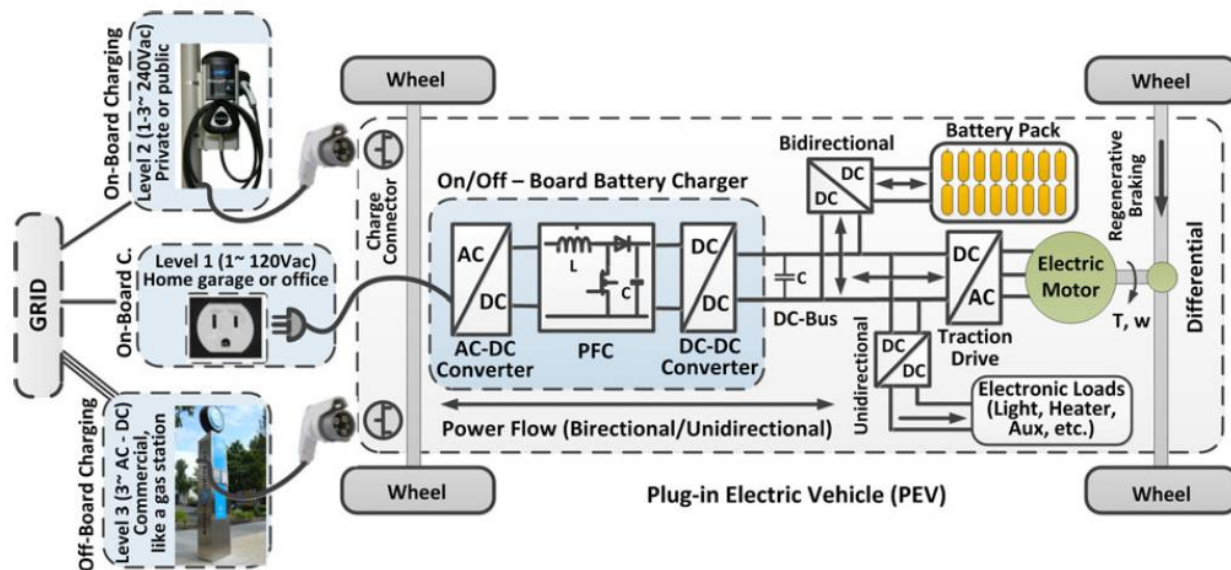 GRID
On-Board Charging
Level 2 (1-3~ 240Vac)
Private or public
On-Board C.
Level 1 (1~ 120Vac)
Home garage or office
Off-Board Charging
Level 3 (3~ AC - DC)
Commercial,
like a gas station
Charge
Connector
Wheel
Wheel
Wheel
Wheel
On/Off – Board Battery Charger
AC
DC
AC-DC
Converter
L
C
PFC
DC
DC
DC-DC
Converter
Power Flow (Birectional/Unidirectional)
C
DC-Bus
Bidirectional
DC
DC
Battery Pack
DC
AC
Traction
Drive
Electric
Motor
Regenerative
Braking
T, w
Differential
Unidirectional
DC
DC
Electronic Loads
(Light, Heater,
Aux, etc.)
Plug-in Electric Vehicle (PEV)